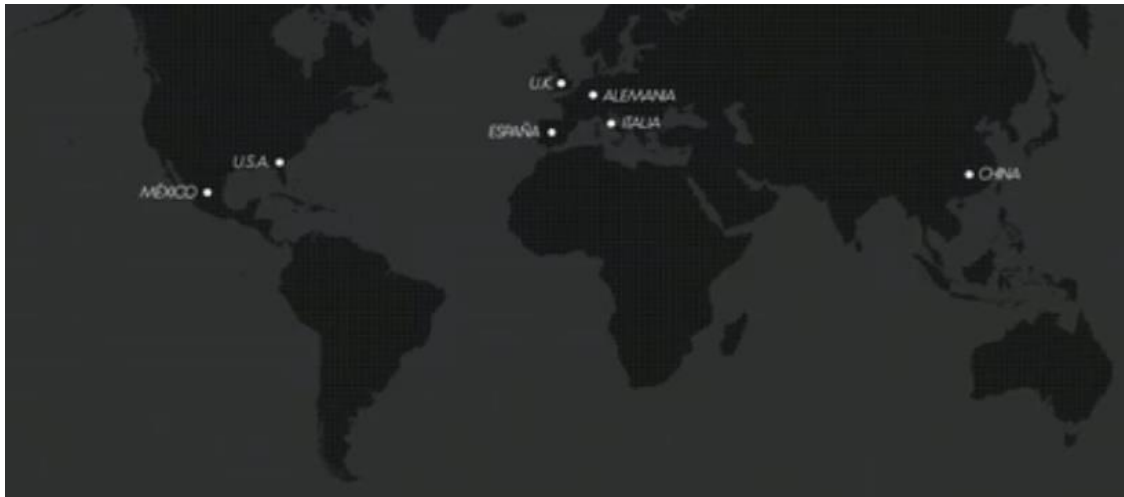 U.K.
ALEMANIA
ITALIA
ESPAÑA
U.S.A.
MÉXICO
CHINA